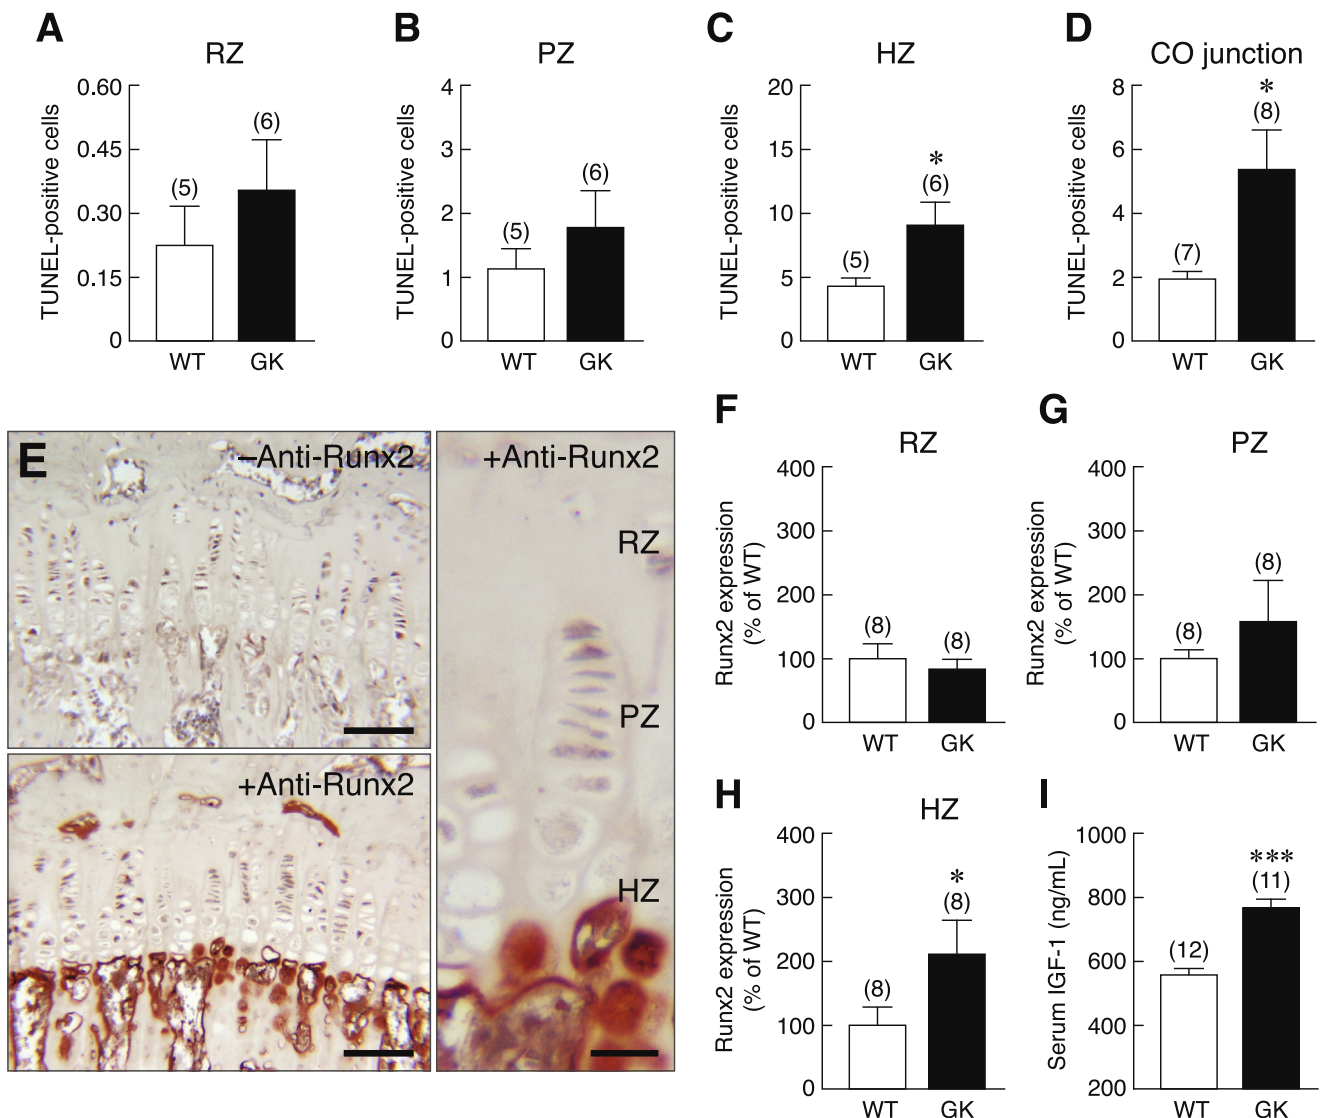 A
RZ
TUNEL-positive cells
0.60
0.45
0.30
0.15
0
(5)
(6)
WT
GK
B
PZ
TUNEL-positive cells
4
3
2
1
0
(5)
(6)
WT
GK
C
HZ
TUNEL-positive cells
20
15
10
5
0
(5)
*
(6)
WT
GK
D
CO junction
TUNEL-positive cells
8
6
4
2
0
(7)
*
(8)
WT
GK
E
–Anti-Runx2
+Anti-Runx2
+Anti-Runx2
RZ
PZ
HZ
F
RZ
Runx2 expression
(% of WT)
400
300
200
100
0
(8)
(8)
WT
GK
G
PZ
Runx2 expression
(% of WT)
400
300
200
100
0
(8)
(8)
WT
GK
H
HZ
Runx2 expression
(% of WT)
400
300
200
100
0
(8)
*
(8)
WT
GK
I
Serum IGF-1 (ng/mL)
1000
800
600
400
200
(12)
***
(11)
WT
GK